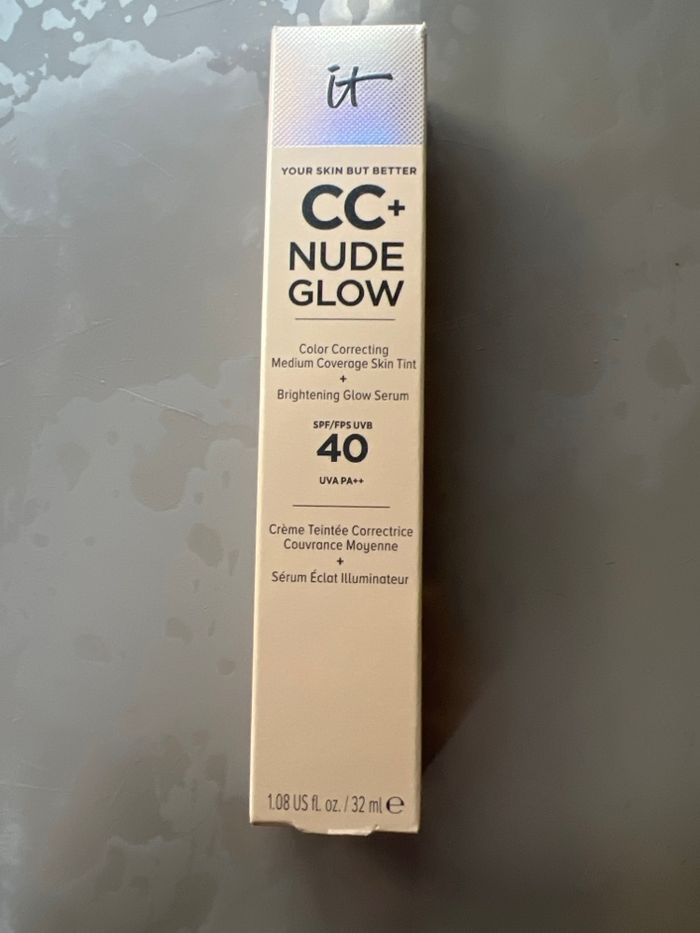 it
YOUR SKIN BUT BETTER
CC+
NUDE
GLOW
Color Correcting
Medium Coverage Skin Tint
+
Brightening Glow Serum
SPF/FPS UVB
40
UVA PA++
Crème Teintée Correctrice
Couvrance Moyenne
+
Sérum Éclat Illuminateur
1.08 US fl. oz. / 32 ml ℮